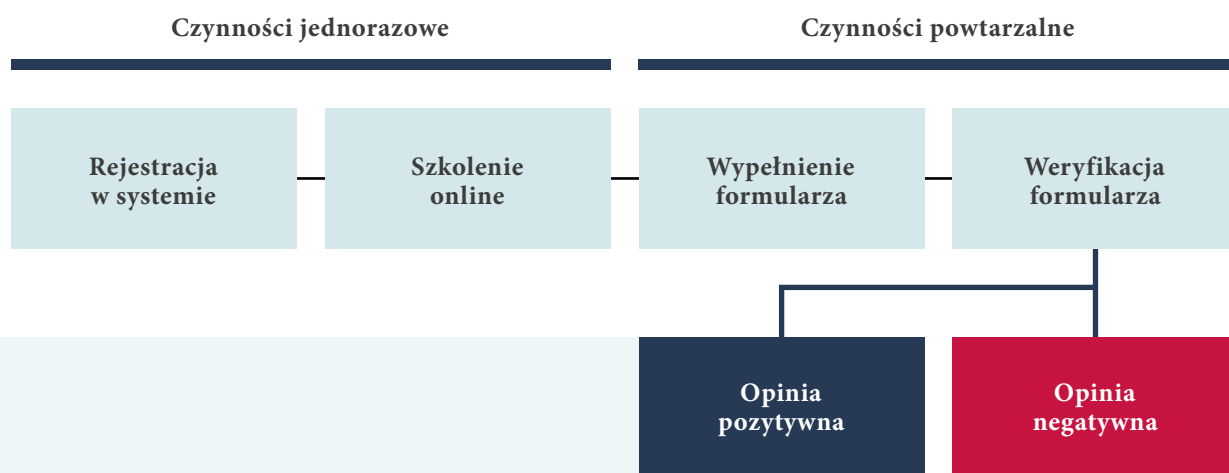 Czynności jednorazowe
Czynności powtarzalne
Rejestracja
w systemie
Szkolenie
online
Wypełnienie
formularza
Weryfikacja
formularza
Opinia
pozytywna
Opinia
negatywna